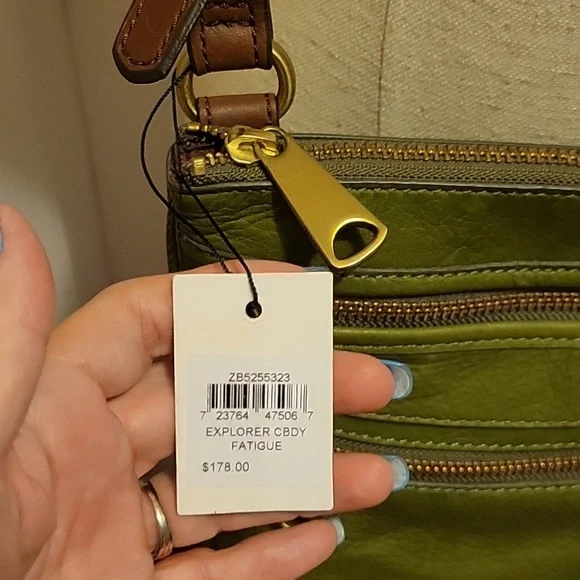 ZB5255323
7 23764 47506 7
EXPLORER CBDY
FATIGUE
$178.00